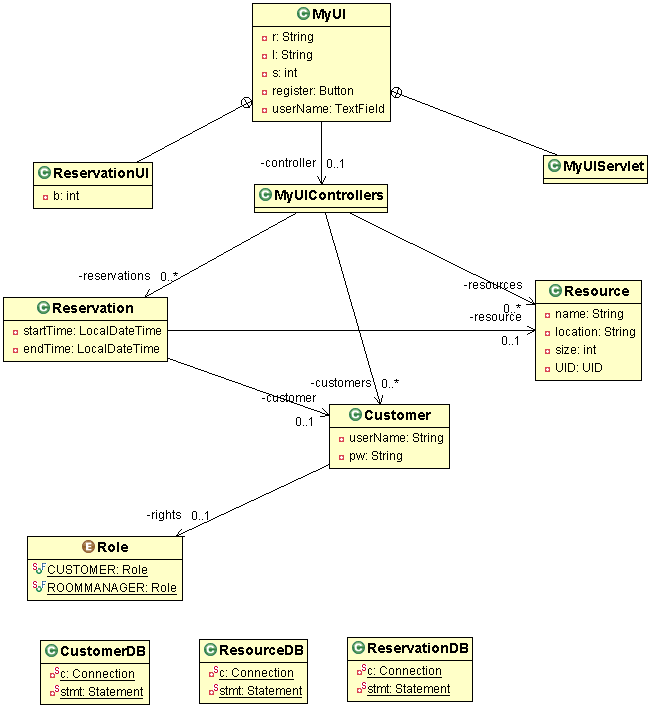 C MyUI
r: String
l: String
s: int
register: Button
userName: TextField
-controller 0..1
C ReservationUI
b: int
C MyUIServlet
C MyUIControllers
-reservations 0..*
-resources
0..*
C Reservation
startTime: LocalDateTime
endTime: LocalDateTime
-resource
0..1
C Resource
name: String
location: String
size: int
UID: UID
-customers 0..*
-customer
0..1
C Customer
userName: String
pw: String
-rights 0..1
E Role
S F CUSTOMER: Role
S F ROOMMANAGER: Role
C CustomerDB
S c: Connection
S stmt: Statement
C ResourceDB
S c: Connection
S stmt: Statement
C ReservationDB
S c: Connection
S stmt: Statement